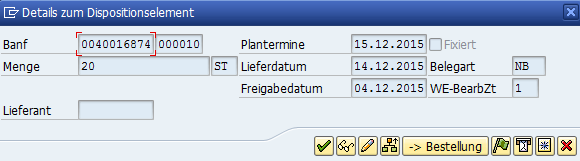 Details zum Dispositionselement
Banf 0040016874 000010 Plantermine 15.12.2015 Fixiert
Menge 20 ST Lieferdatum 14.12.2015 Belegart NB
Freigabedatum 04.12.2015 WE-BearbZt 1
Lieferant
-> Bestellung